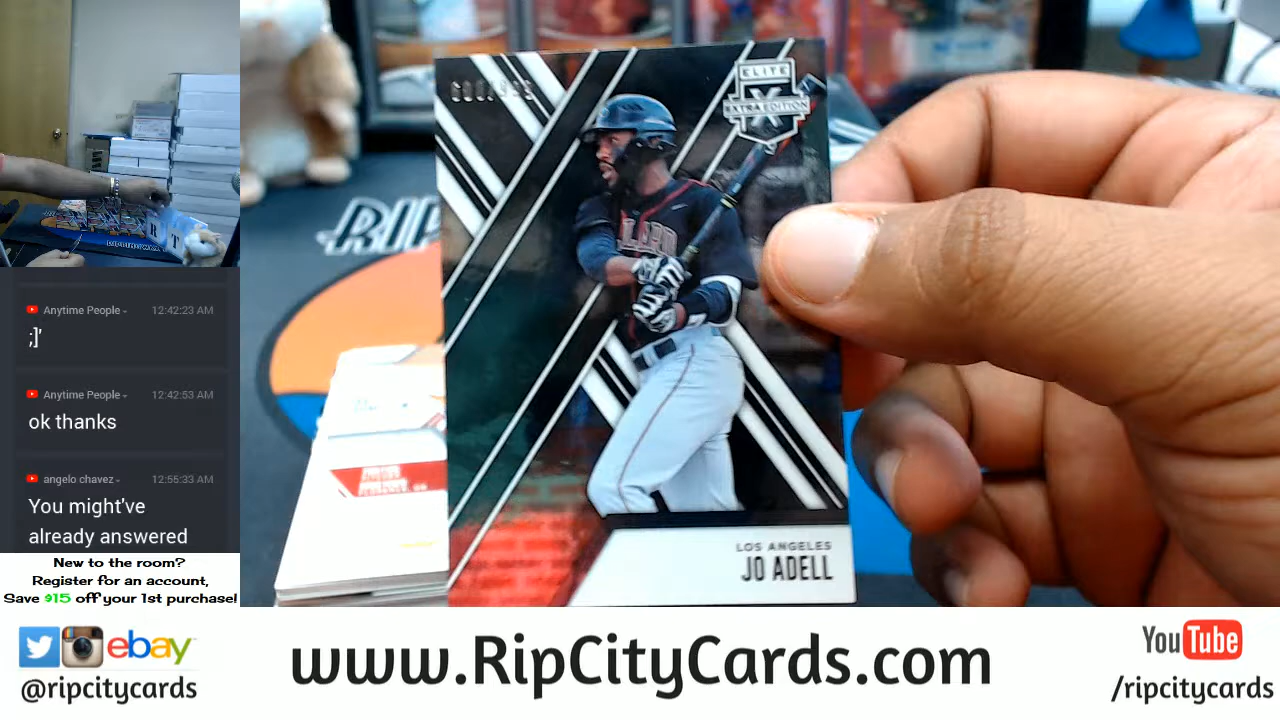 Anytime People
12:42:23 AM
;]'
Anytime People
12:42:53 AM
ok thanks
angelo chavez
12:55:33 AM
You might've
already answered
New to the room?
Register for an account,
Save $15 off your 1st purchase!
RIP
ELITE
EXTRA EDITION
X
LOS ANGELES
JO ADELL
ebay
@ripcitycards
www.RipCityCards.com
YouTube
/ripcitycards